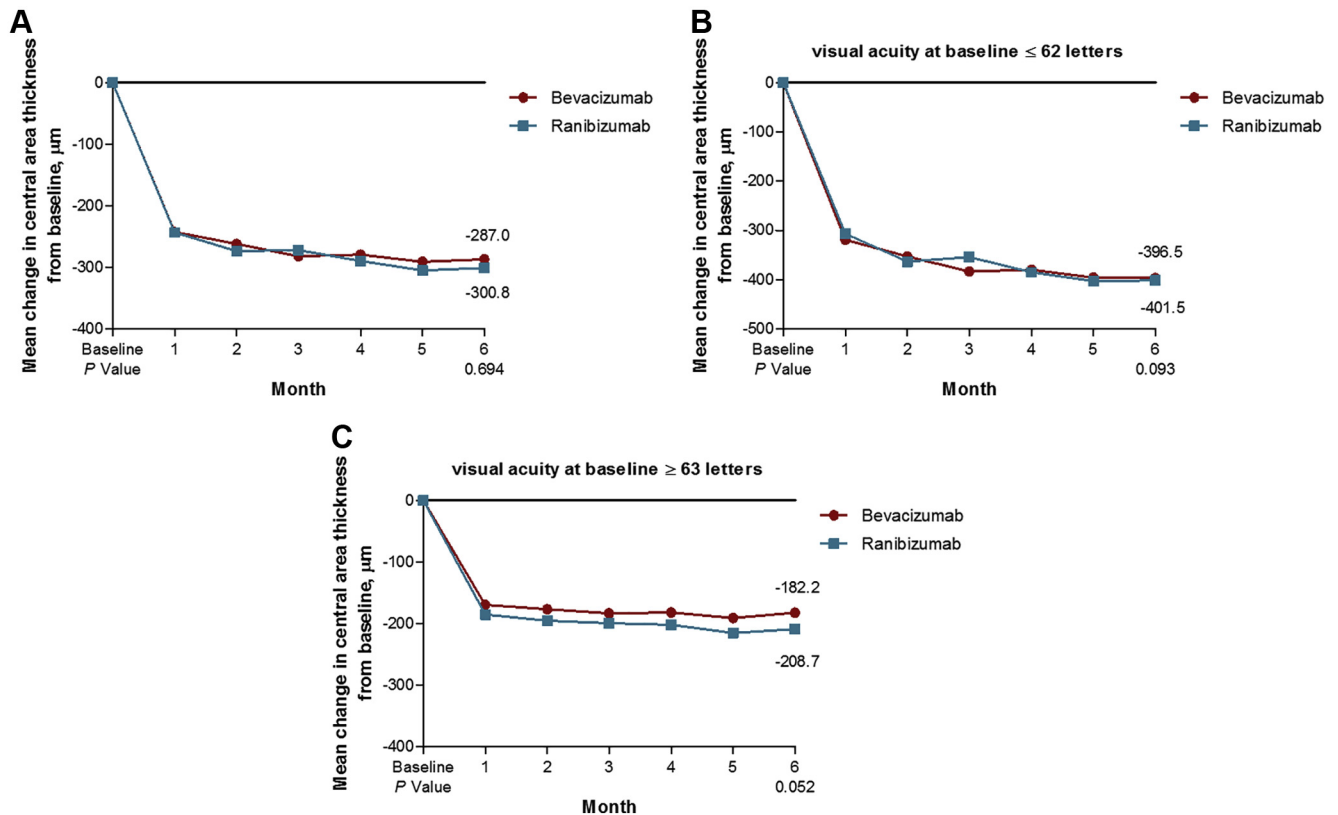 A
Mean change in central area thickness
from baseline, μm
0
-100
-200
-300
-400
Bevacizumab
Ranibizumab
-287.0
-300.8
Baseline 1 2 3 4 5 6
P Value 0.694
Month
B
visual acuity at baseline ≤ 62 letters
Mean change in central area thickness
from baseline, μm
0
-100
-200
-300
-400
-500
Bevacizumab
Ranibizumab
-396.5
-401.5
Baseline 1 2 3 4 5 6
P Value 0.093
Month
C
visual acuity at baseline ≥ 63 letters
Mean change in central area thickness
from baseline, μm
0
-100
-200
-300
-400
Bevacizumab
Ranibizumab
-182.2
-208.7
Baseline 1 2 3 4 5 6
P Value 0.052
Month